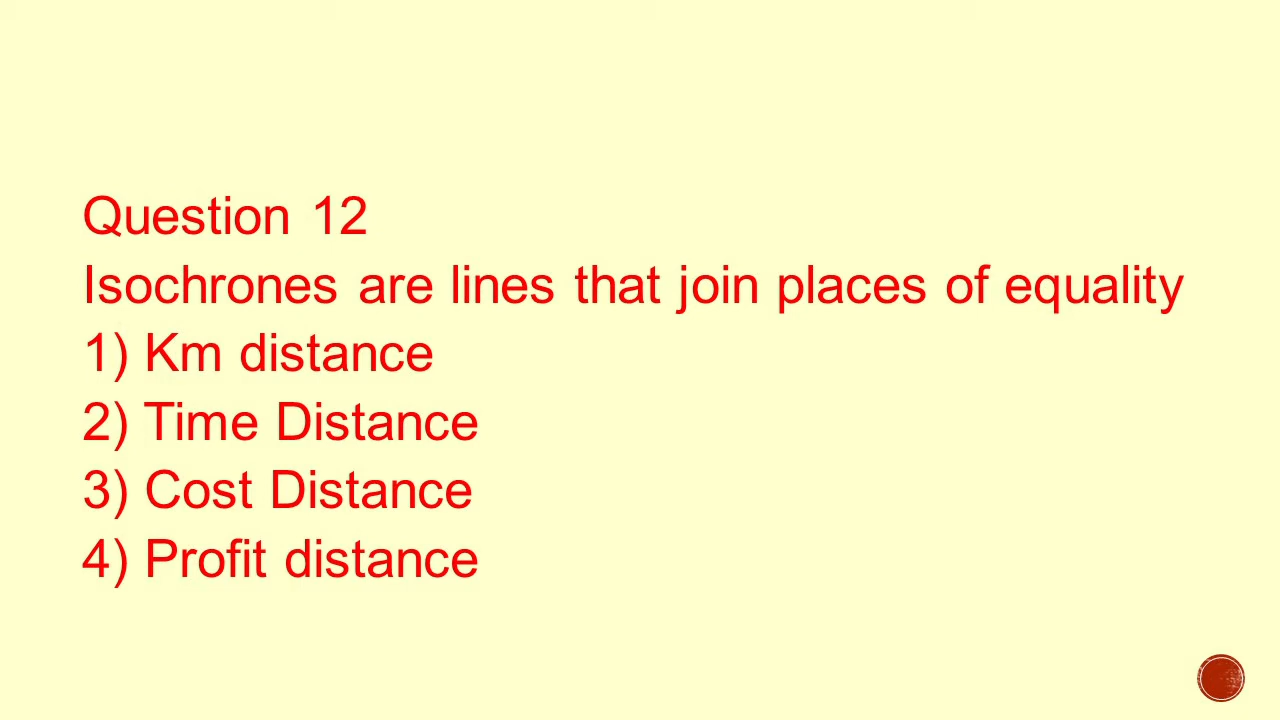 Question 12
Isochrones are lines that join places of equality
1) Km distance
2) Time Distance
3) Cost Distance
4) Profit distance